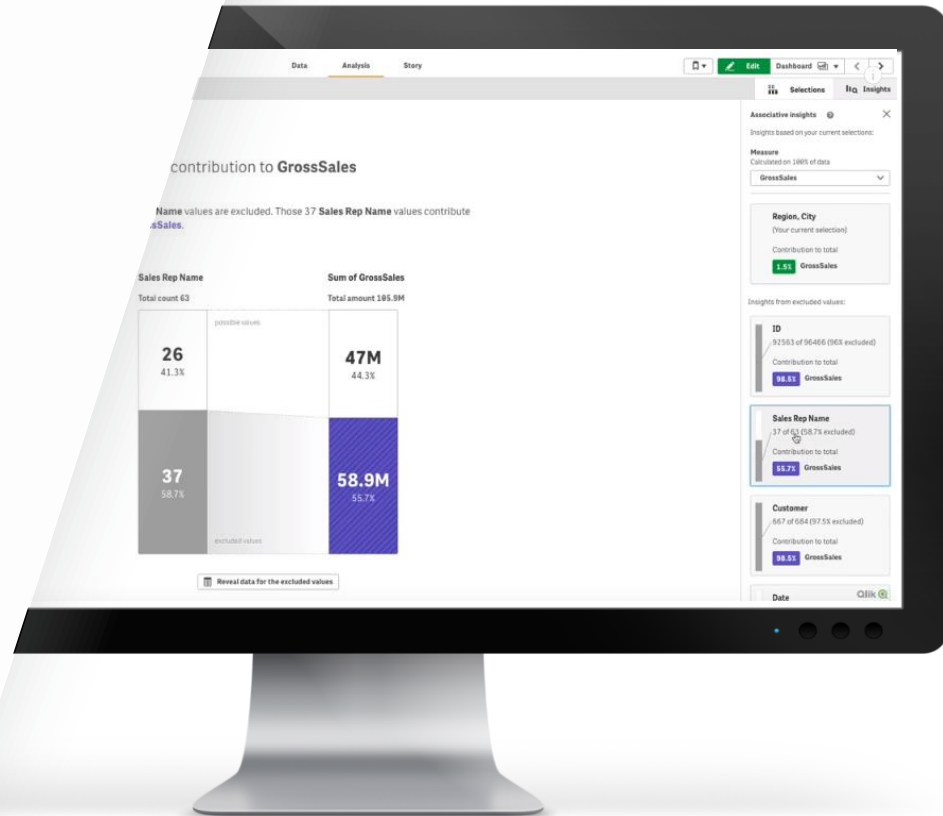 Data Analysis Story
Edit Dashboard
Selections Insights
contribution to GrossSales
Name values are excluded. Those 37 Sales Rep Name values contribute
ssSales.
Sales Rep Name Sum of GrossSales
Total count 63 Total amount 105.9M
possible values
26 47M
41.3% 44.3%
37 58.9M
58.7% 55.7%
excluded values
Reveal data for the excluded values
Associative insights
Insights based on your current selections:
Measure
Calculated on 100% of data
GrossSales
Region, City
(Your current selection)
Contribution to total
1.5% GrossSales
Insights from excluded values:
ID
92563 of 96466 (96% excluded)
Contribution to total
98.5% GrossSales
Sales Rep Name
37 of 63 (58.7% excluded)
Contribution to total
55.7% GrossSales
Customer
667 of 684 (97.5% excluded)
Contribution to total
98.5% GrossSales
Date
Qlik